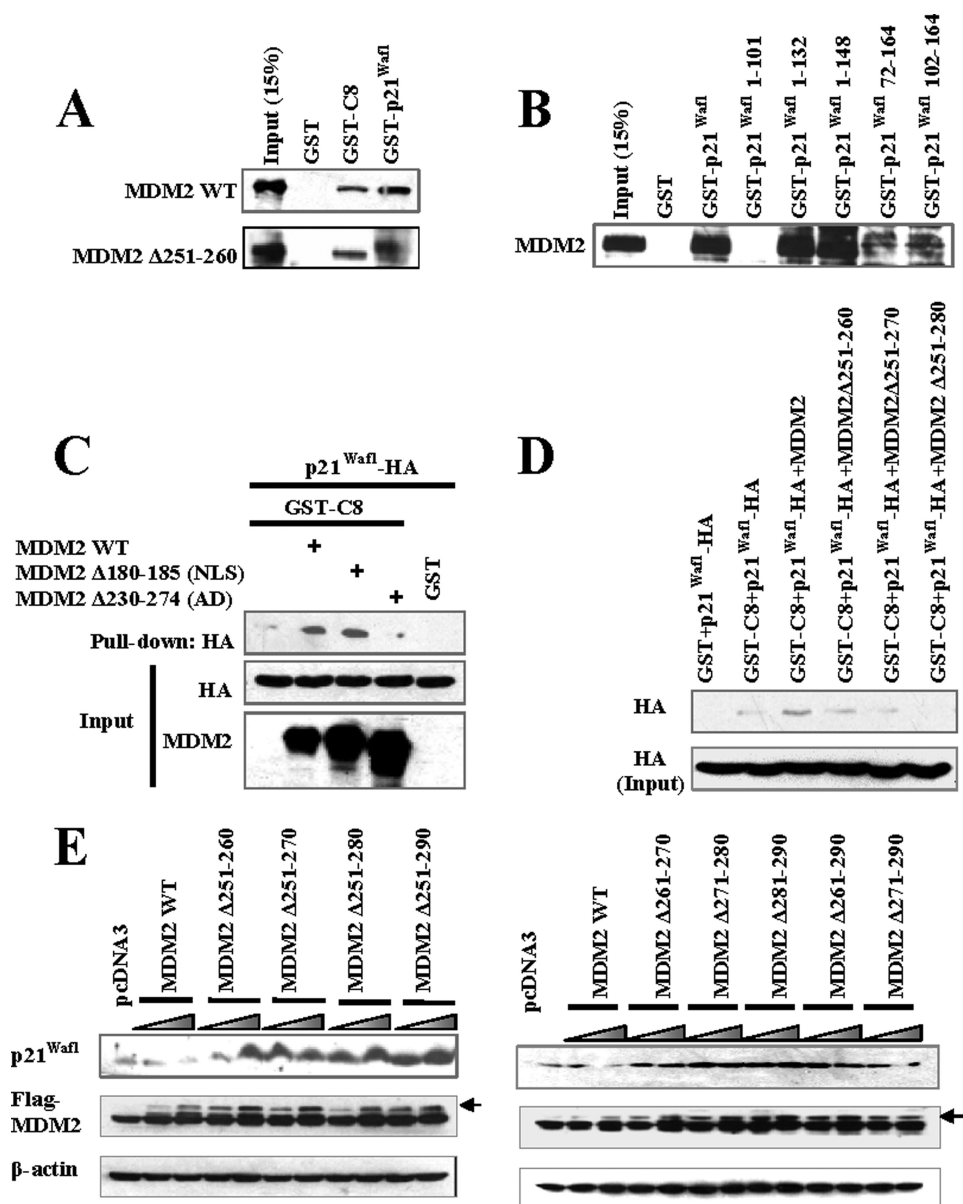 A
Input (15%)
GST
GST-C8
GST-p21Waf1
MDM2 WT
MDM2 Δ251-260
B
Input (15%)
GST
GST-p21Waf1
GST-p21Waf1 1-101
GST-p21Waf1 1-132
GST-p21Waf1 1-148
GST-p21Waf1 72-164
GST-p21Waf1 102-164
MDM2
C
p21Waf1-HA
GST-C8
MDM2 WT +
MDM2 Δ180-185 (NLS) +
MDM2 Δ230-274 (AD) +
GST
Pull-down: HA
HA
Input
MDM2
D
GST+p21Waf1-HA
GST-C8+p21Waf1-HA
GST-C8+p21Waf1-HA+MDM2
GST-C8+p21Waf1-HA+MDM2Δ251-260
GST-C8+p21Waf1-HA+MDM2Δ251-270
GST-C8+p21Waf1-HA+MDM2 Δ251-280
HA
HA
(Input)
E
pcDNA3
MDM2 WT
MDM2 Δ251-260
MDM2 Δ251-270
MDM2 Δ251-280
MDM2 Δ251-290
p21Waf1
Flag-
MDM2
β-actin
pcDNA3
MDM2 WT
MDM2 Δ261-270
MDM2 Δ271-280
MDM2 Δ281-290
MDM2 Δ261-290
MDM2 Δ271-290